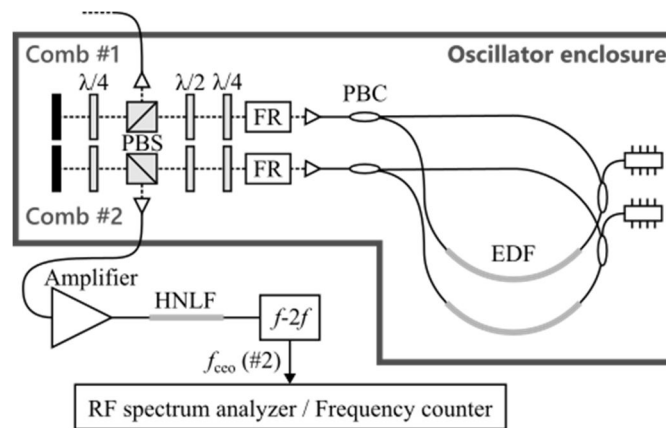 Comb #1
Oscillator enclosure
λ/4
λ/2
λ/4
PBC
FR
PBS
FR
Comb #2
EDF
Amplifier
HNLF
f-2f
fceo (#2)
RF spectrum analyzer / Frequency counter